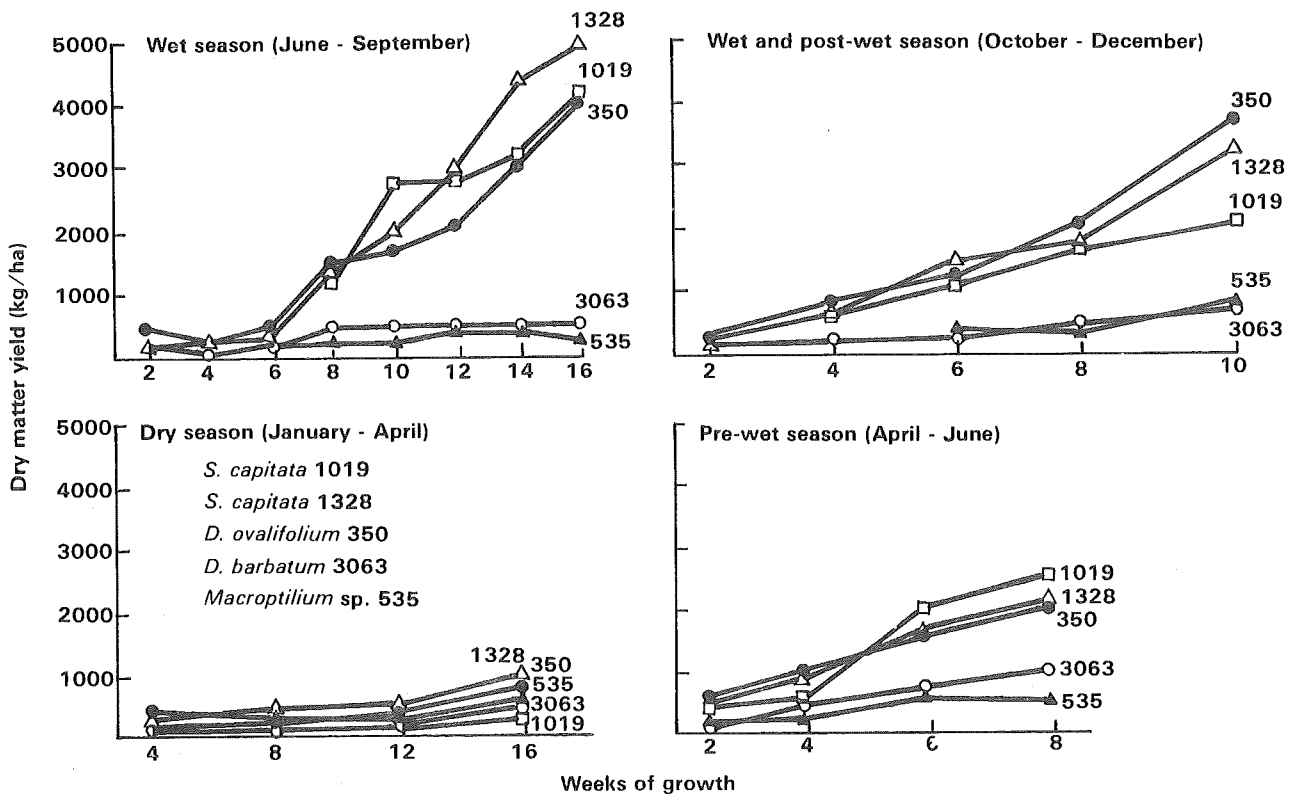 Wet season (June - September)
5000
4000
3000
2000
1000
1328
1019
350
3063
535
2 4 6 8 10 12 14 16
Wet and post-wet season (October - December)
350
1328
1019
535
3063
2 4 6 8 10
Dry matter yield (kg/ha)
Dry season (January - April)
5000
4000
3000
2000
1000
S. capitata 1019
S. capitata 1328
D. ovalifolium 350
D. barbatum 3063
Macroptilium sp. 535
1328 350
535
3063
1019
4 8 12 16
Pre-wet season (April - June)
1019
1328
350
3063
535
2 4 6 8
Weeks of growth